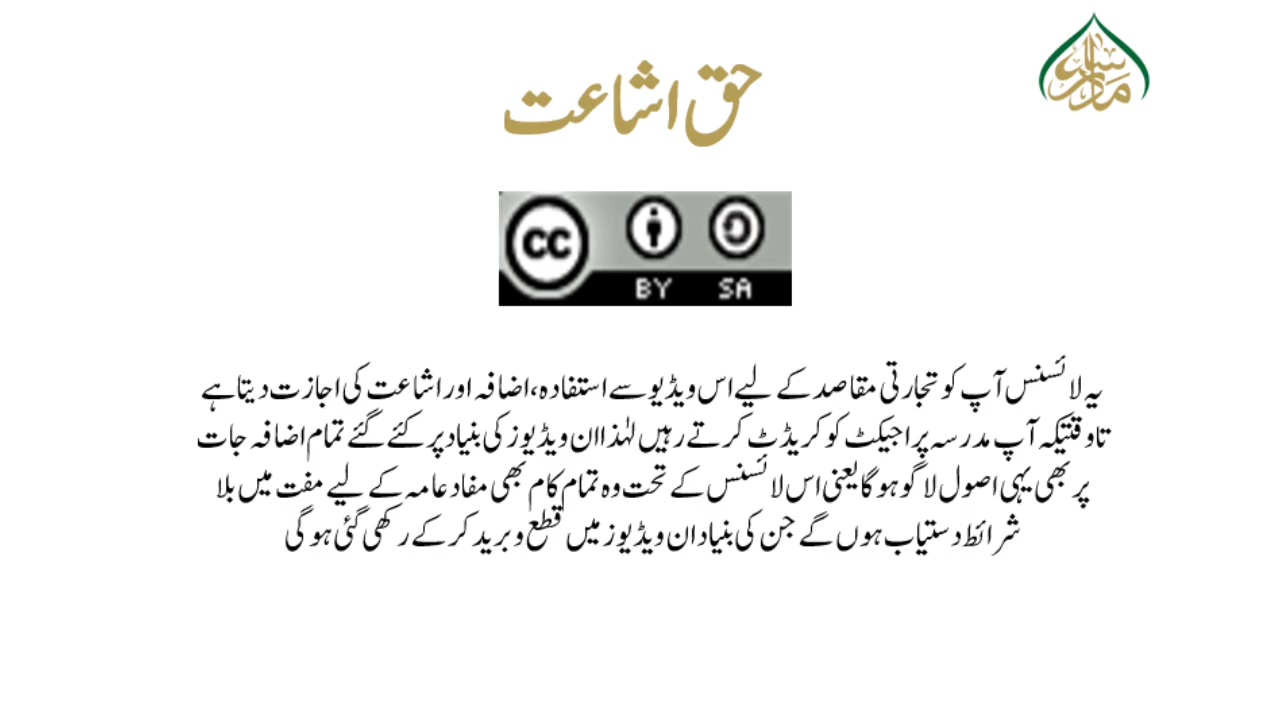 مدرسہ
حق اشاعت
cc
BY SA
یہ لائسنس آپ کو تجارتی مقاصد کے لیے اس ویڈیو سے استفادہ، اضافہ اور اشاعت کی اجازت دیتا ہے
تاوقتیکہ آپ مدرسہ پراجیکٹ کو کریڈٹ کرتے رہیں لہٰذا ان ویڈیوز کی بنیاد پر کئے گئے تمام اضافہ جات
پر بھی یہی اصول لاگو ہوگا یعنی اس لائسنس کے تحت وہ تمام کام بھی مفاد عامہ کے لیے مفت میں بلا
شرائط دستیاب ہوں گے جن کی بنیاد ان ویڈیوز میں قطع و برید کر کے رکھی گئی ہوگی